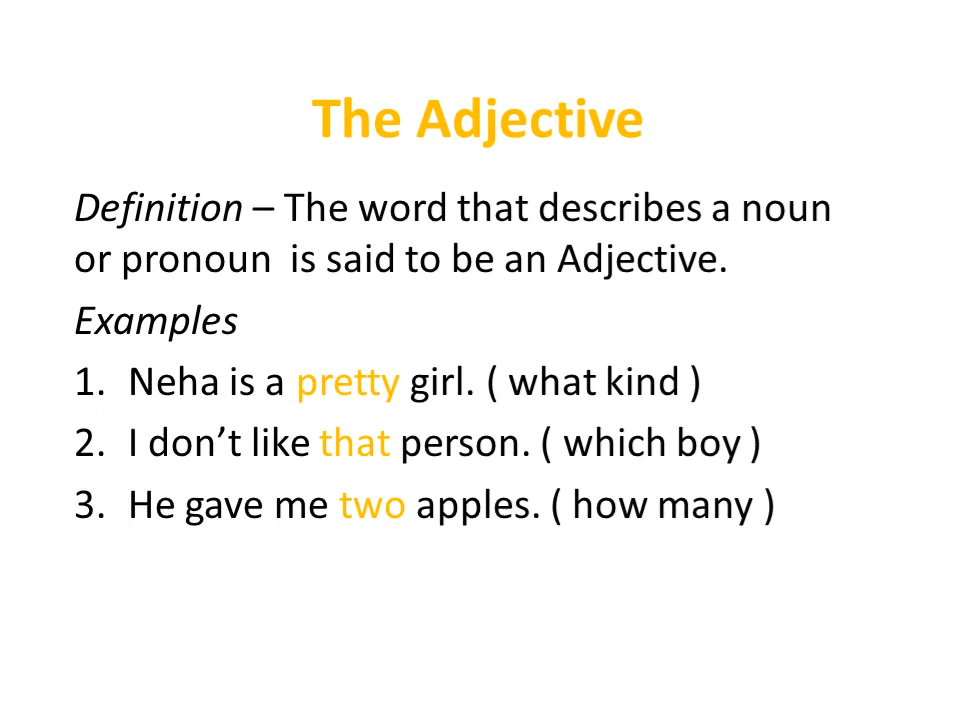 The Adjective
Definition – The word that describes a noun
or pronoun  is said to be an Adjective.
Examples
1. Neha is a pretty girl. ( what kind )
2. I don’t like that person. ( which boy )
3. He gave me two apples. ( how many )